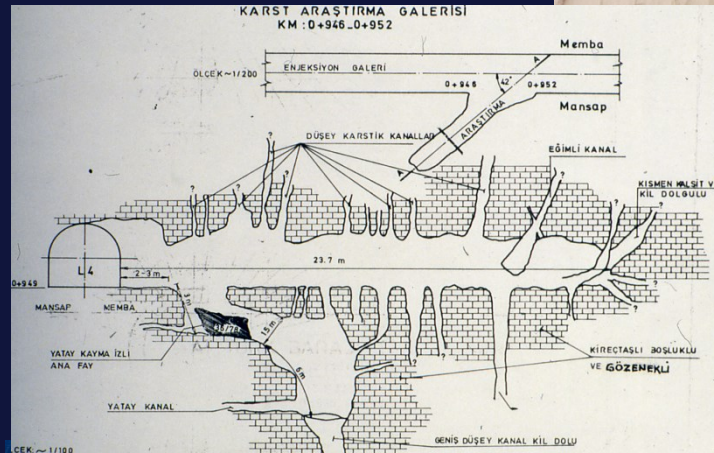 KARST ARAŞTIRMA GALERİSİ
KM : 0+946_0+952
Memba
ÖLÇEK ~ 1/200
ENJEKSİYON GALERİ
A
42°
0+946
0+952
Mansap
ARAŞTIRMA
DÜŞEY KARSTİK KANALLAR
A
EĞİMLİ KANAL
KISMEN KALSİT V
KİL DOLGULU
? ? ? ? ? ? ? ? ?
23.7 m
L4
2-3 m
0+949
MANSAP
MEMBA
3m
15m
6m
YATAY KAYMA İZLİ
ANA FAY
KİREÇTAŞLI BOŞLUKLU
VE GÖZENEKLİ
YATAY KANAL
GENİŞ DÜŞEY KANAL KİL DOLU
ÇEK: ~ 1/100